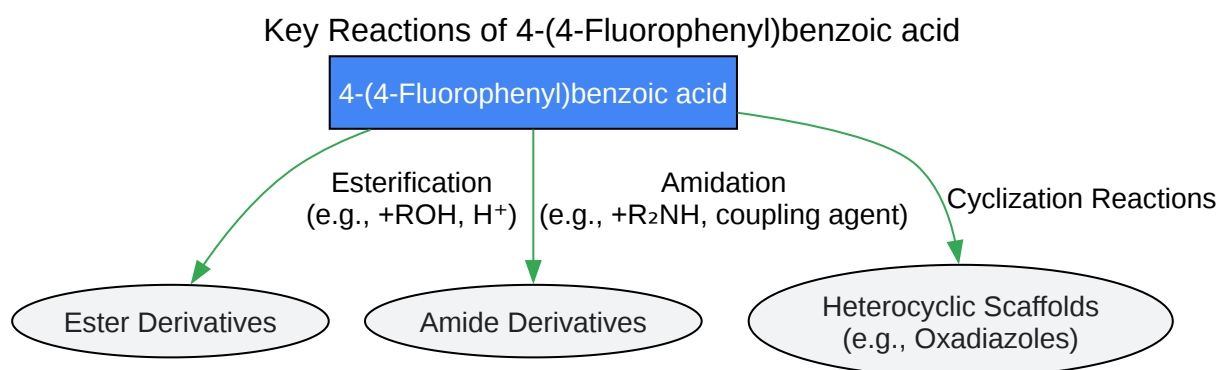 Key Reactions of 4-(4-Fluorophenyl)benzoic acid
4-(4-Fluorophenyl)benzoic acid
Esterification
(e.g., +ROH, H⁺)
Amidation
(e.g., +R₂NH, coupling agent)
Cyclization Reactions
Ester Derivatives
Amide Derivatives
Heterocyclic Scaffolds
(e.g., Oxadiazoles)